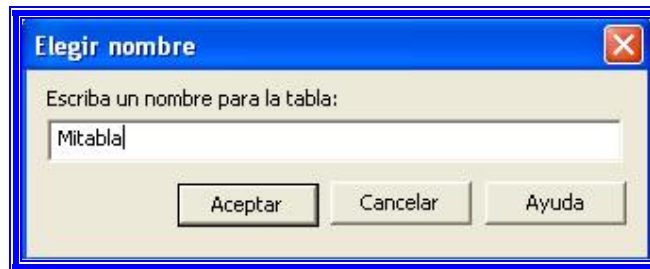 Elegir nombre
Escriba un nombre para la tabla:
Mitabla
Aceptar Cancelar Ayuda